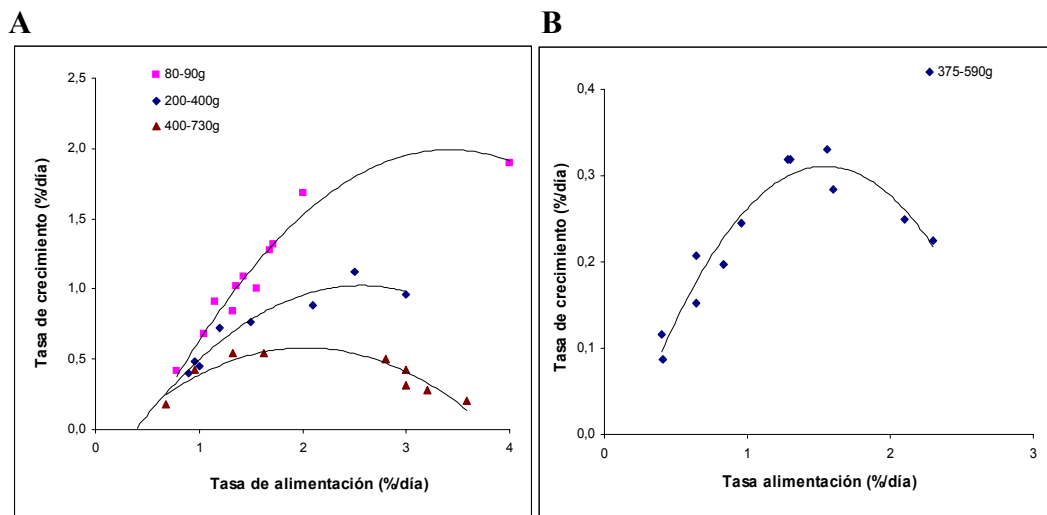 A
80-90g
200-400g
400-730g
2,5
2,0
1,5
1,0
0,5
0,0
0
1
2
3
4
Tasa de crecimiento (%/día)
Tasa de alimentación (%/día)
B
375-590g
0,4
0,3
0,2
0,1
0,0
0
1
2
3
Tasa de crecimiento (%/día)
Tasa alimentación (%/día)